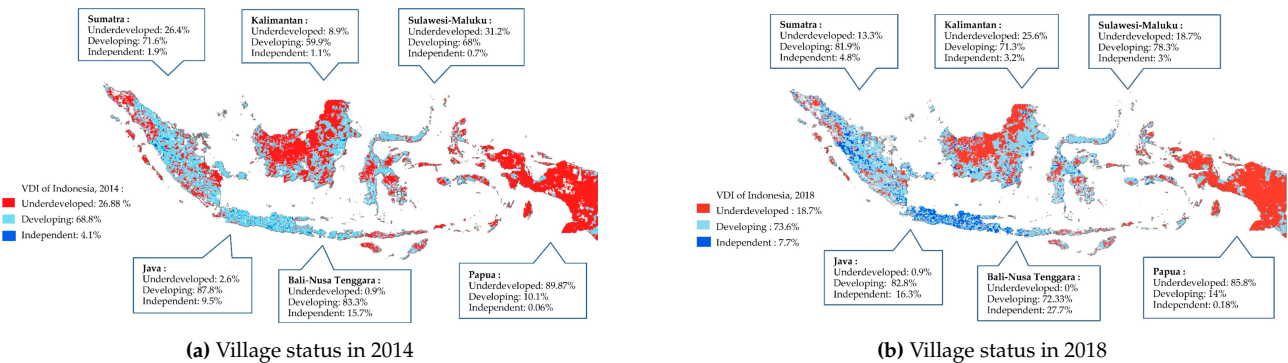 Sumatra :
Underdeveloped: 26.4%
Developing: 71.6%
Independent: 1.9%
Kalimantan :
Underdeveloped: 8.9%
Developing: 59.9%
Independent: 1.1%
Sulawesi-Maluku :
Underdeveloped: 31.2%
Developing: 68%
Independent: 0.7%
VDI of Indonesia, 2014 :
Underdeveloped: 26.88 %
Developing: 68.8%
Independent: 4.1%
Java :
Underdeveloped: 2.6%
Developing: 87.8%
Independent: 9.5%
Bali-Nusa Tenggara :
Underdeveloped: 0.9%
Developing: 83.3%
Independent: 15.7%
Papua :
Underdeveloped: 89.87%
Developing: 10.1%
Independent: 0.06%
(a) Village status in 2014
Sumatra :
Underdeveloped: 13.3%
Developing: 81.9%
Independent: 4.8%
Kalimantan :
Underdeveloped: 25.6%
Developing: 71.3%
Independent: 3.2%
Sulawesi-Maluku :
Underdeveloped: 18.7%
Developing: 78.3%
Independent: 3%
VDI of Indonesia, 2018
Underdeveloped : 18.7%
Developing : 73.6%
Independent : 7.7%
Java :
Underdeveloped: 0.9%
Developing: 82.8%
Independent: 16.3%
Bali-Nusa Tenggara :
Underdeveloped: 0%
Developing: 72.33%
Independent: 27.7%
Papua :
Underdeveloped: 85.8%
Developing: 14%
Independent: 0.18%
(b) Village status in 2018